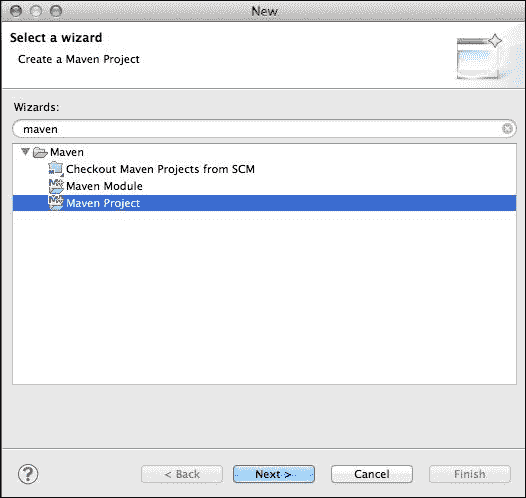 New
Select a wizard
Create a Maven Project
Wizards:
maven
Maven
Checkout Maven Projects from SCM
Maven Module
Maven Project
?
< Back
Next >
Cancel
Finish